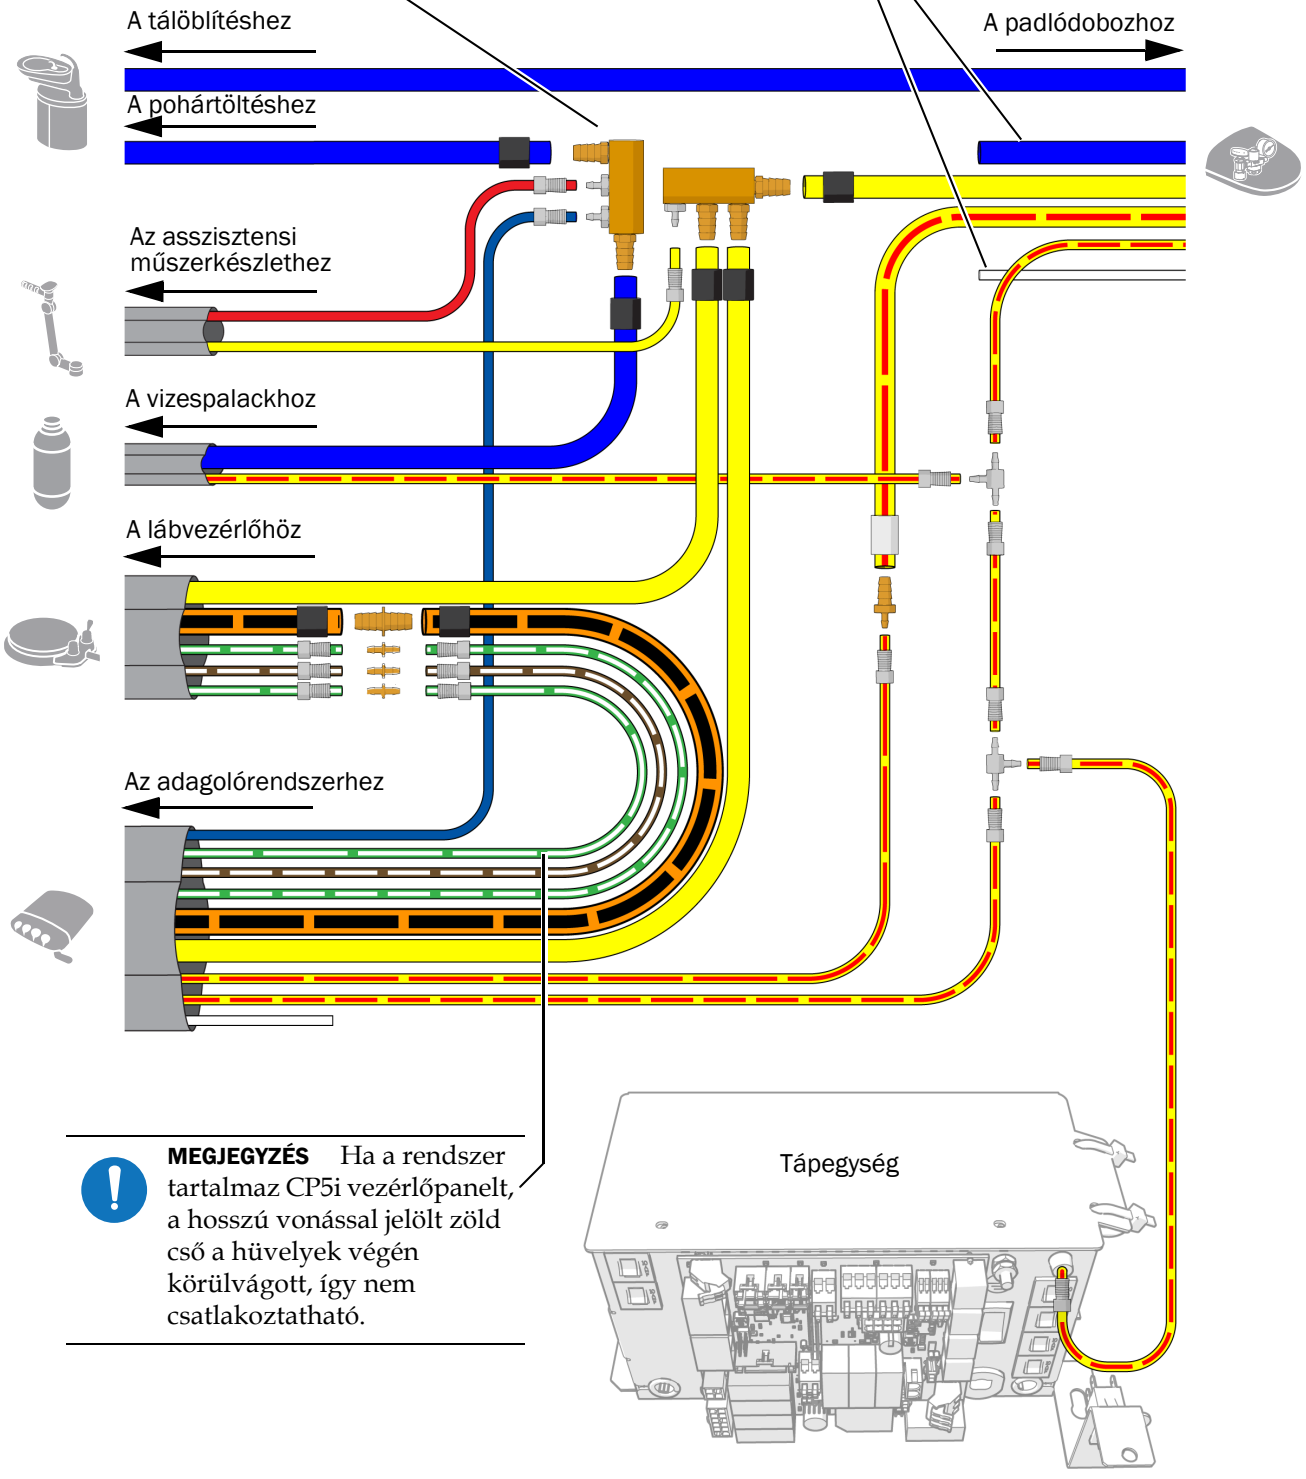 A tálöblítéshez
A padlódobozhoz
A pohártöltéshez
Az asszisztensi
műszerkészlethez
A vizespalackhoz
A lábvezérlőhöz
Az adagolórendszerhez
MEGJEGYZÉS Ha a rendszer
tartalmaz CP5i vezérlőpanelt,
a hosszú vonással jelölt zöld
cső a hüvelyek végén
körülvágott, így nem
csatlakoztatható.
Tápegység